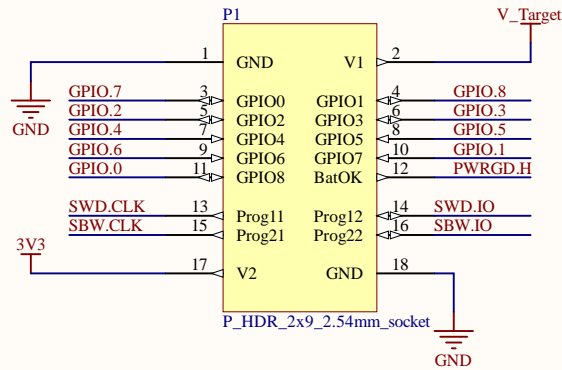 P1
V_Target
1 GND V1 2
GPIO.7 3 GPIO0 GPIO1 4 GPIO.8
GPIO.2 5 GPIO2 GPIO3 6 GPIO.3
GPIO.4 7 GPIO4 GPIO5 8 GPIO.5
GPIO.6 9 GPIO6 GPIO7 10 GPIO.1
GPIO.0 11 GPIO8 BatOK 12 PWRGD.H
GND
SWD.CLK 13 Prog11 Prog12 14 SWD.IO
SBW.CLK 15 Prog21 Prog22 16 SBW.IO
3V3
17 V2 GND 18
P_HDR_2x9_2.54mm_socket
GND